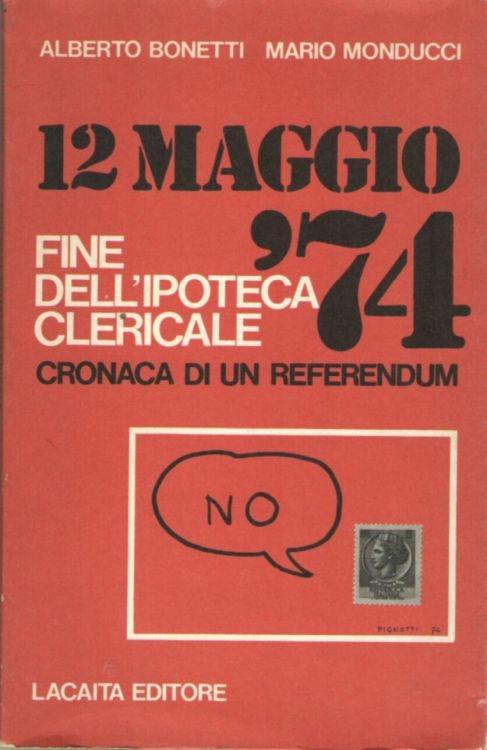 ALBERTO BONETTI MARIO MONDUCCI
12 MAGGIO
'74
FINE
DELL'IPOTECA
CLERICALE
CRONACA DI UN REFERENDUM
NO
PIGNOTTI 74
LACAITA EDITORE